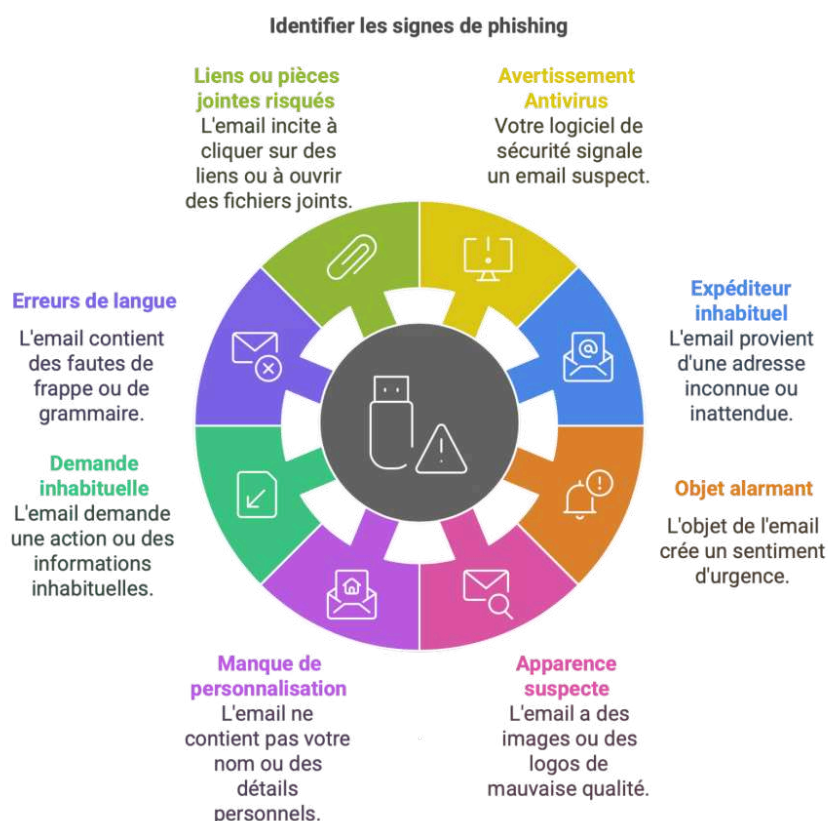 Identifier les signes de phishing
Liens ou pièces
jointes risqués
L'email incite à
cliquer sur des
liens ou à ouvrir
des fichiers joints.
Avertissement
Antivirus
Votre logiciel de
sécurité signale
un email suspect.
Erreurs de langue
L'email contient
des fautes de
frappe ou de
grammaire.
Expéditeur
inhabituel
L'email provient
d'une adresse
inconnue ou
inattendue.
Demande
inhabituelle
L'email demande
une action ou des
informations
inhabituelles.
Objet alarmant
L'objet de l'email
crée un sentiment
d'urgence.
Manque de
personnalisation
L'email ne
contient pas votre
nom ou des
détails
personnels.
Apparence
suspecte
L'email a des
images ou des
logos de
mauvaise qualité.